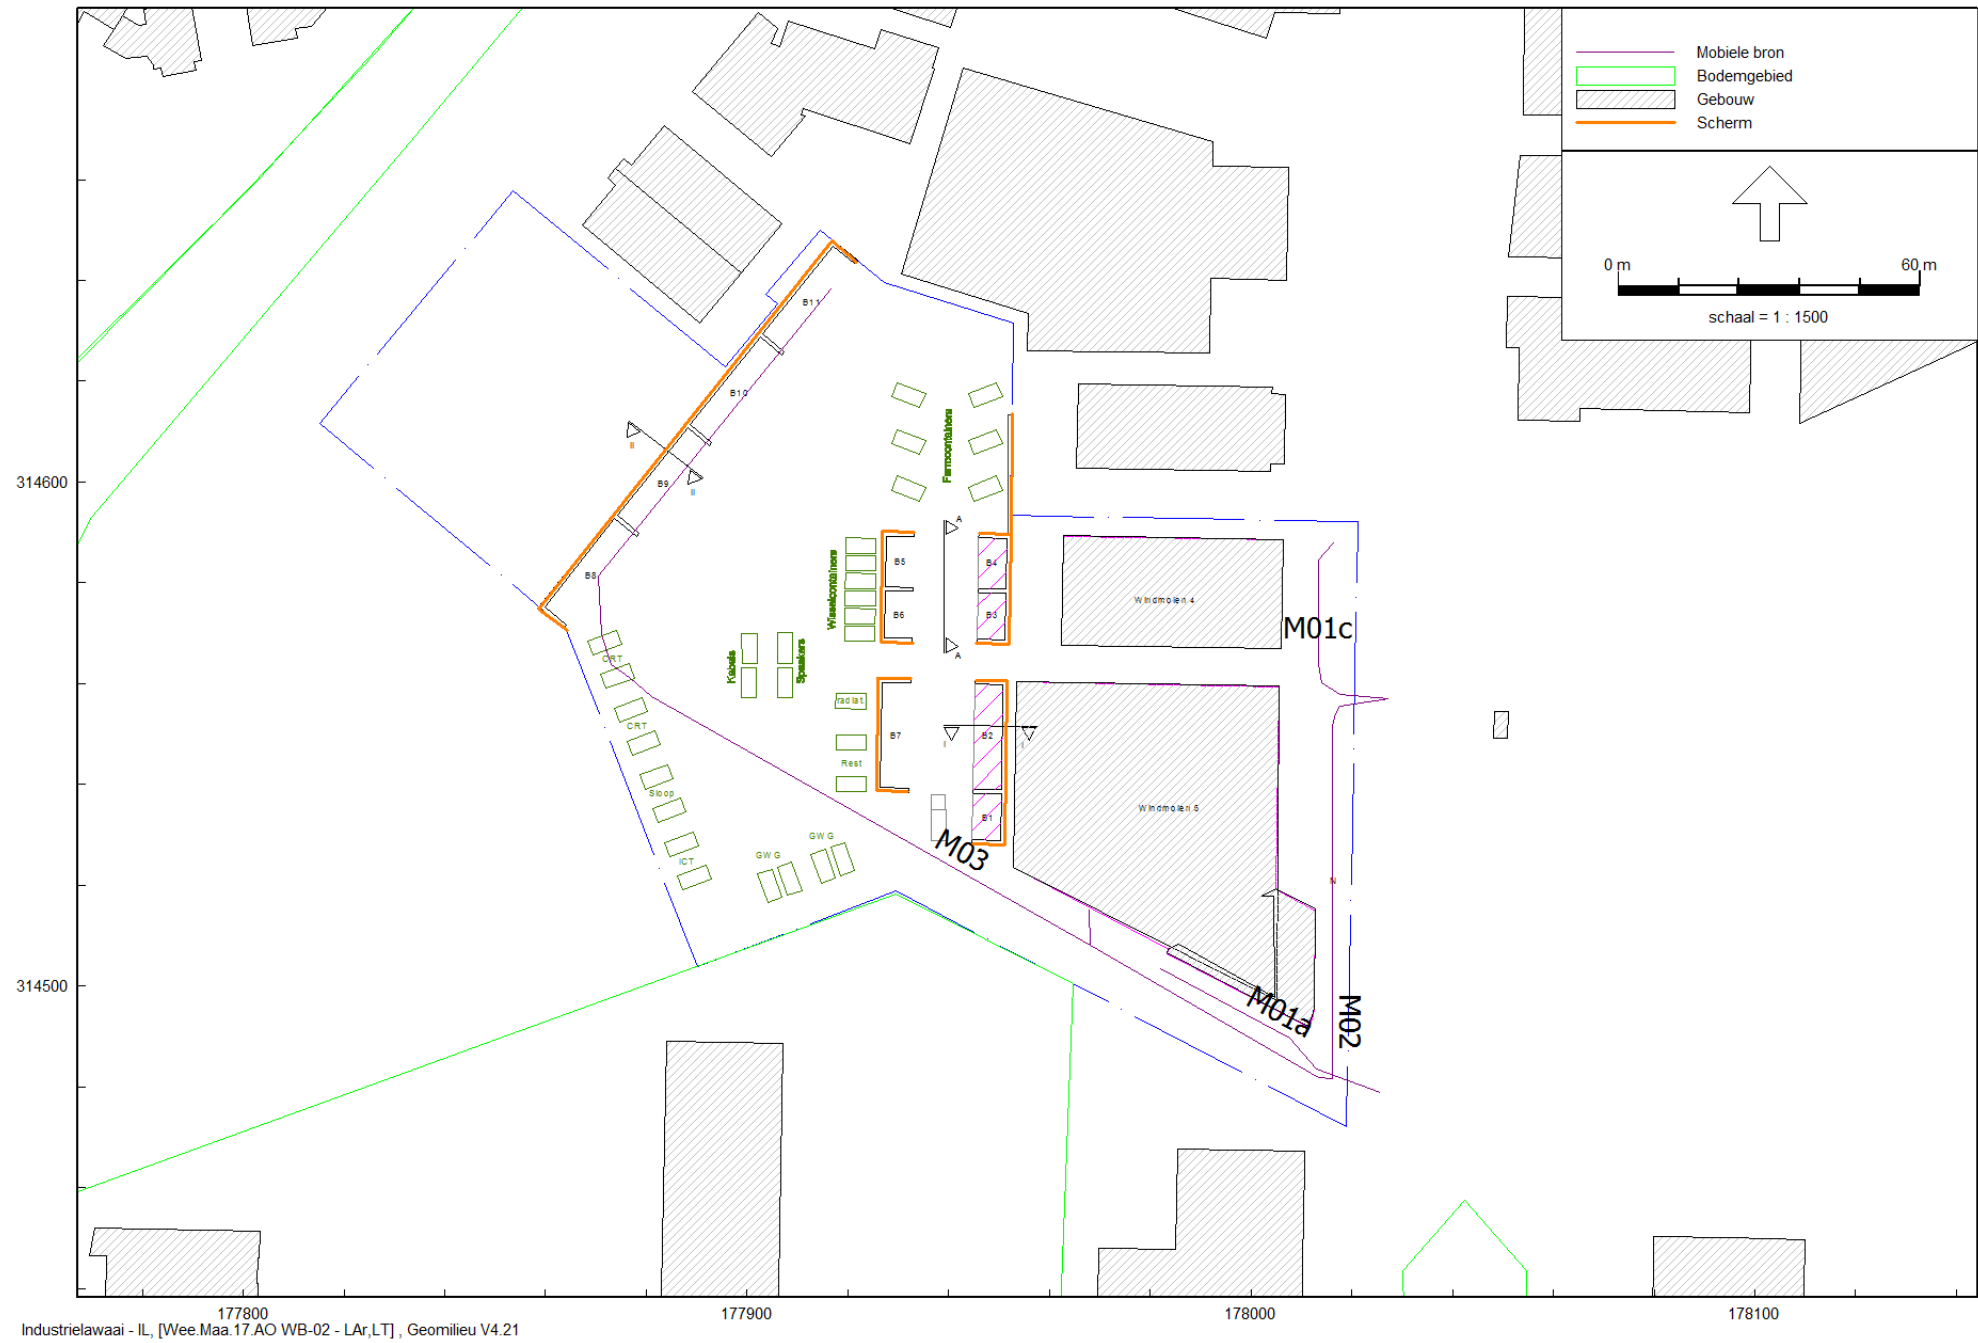 Mobiele bron
Bodemgebied
Gebouw
Scherm
0 m 60 m
schaal = 1 : 1500
B11
B10
II
B9
II
B8
Ferrocontainers
314600
A
Wisselcontainers
B5
B4
B6
B3
Windmolen 4
M01c
A
CRT
Kabels
Speakers
radiat.
CRT
B7
B2
I
I
Rest
Sloop
B1
Windmolen 5
GWG
M03
GWG
ICT
N
314500
M01a
M02
177800
177900
178000
178100
Industrielawaai - IL, [Wee.Maa.17.AO WB-02 - LAr,LT] , Geomilieu V4.21